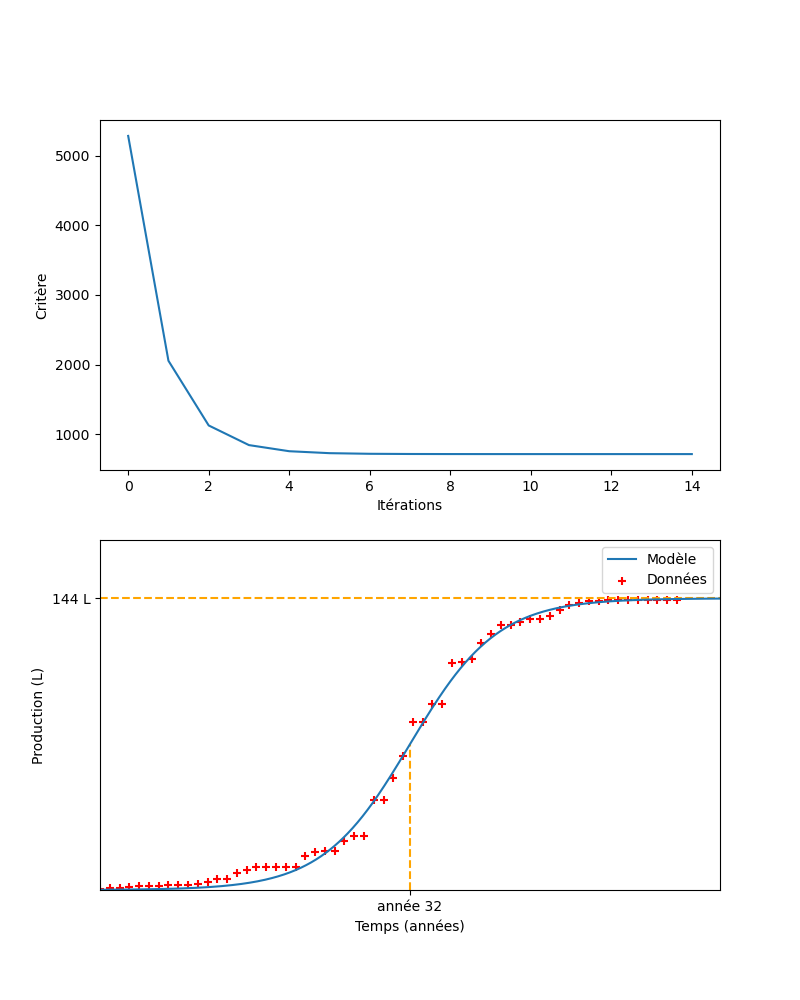 5000
4000
3000
2000
1000
Critère
0 2 4 6 8 10 12 14
Itérations
Modèle
Données
144 L
Production (L)
année 32
Temps (années)